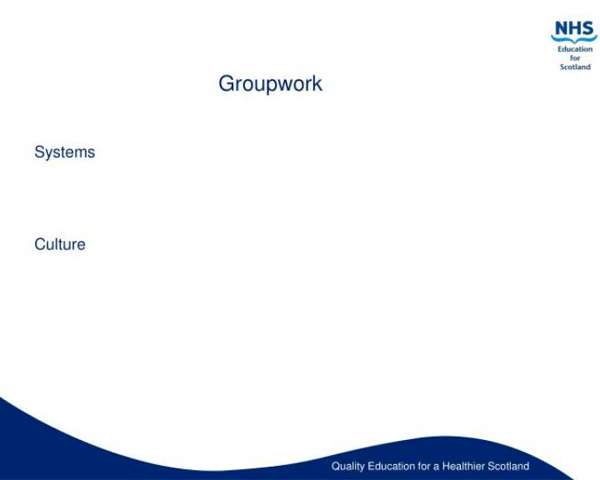 NHS
Education
for
Scotland
Groupwork
Systems
Culture
Quality Education for a Healthier Scotland